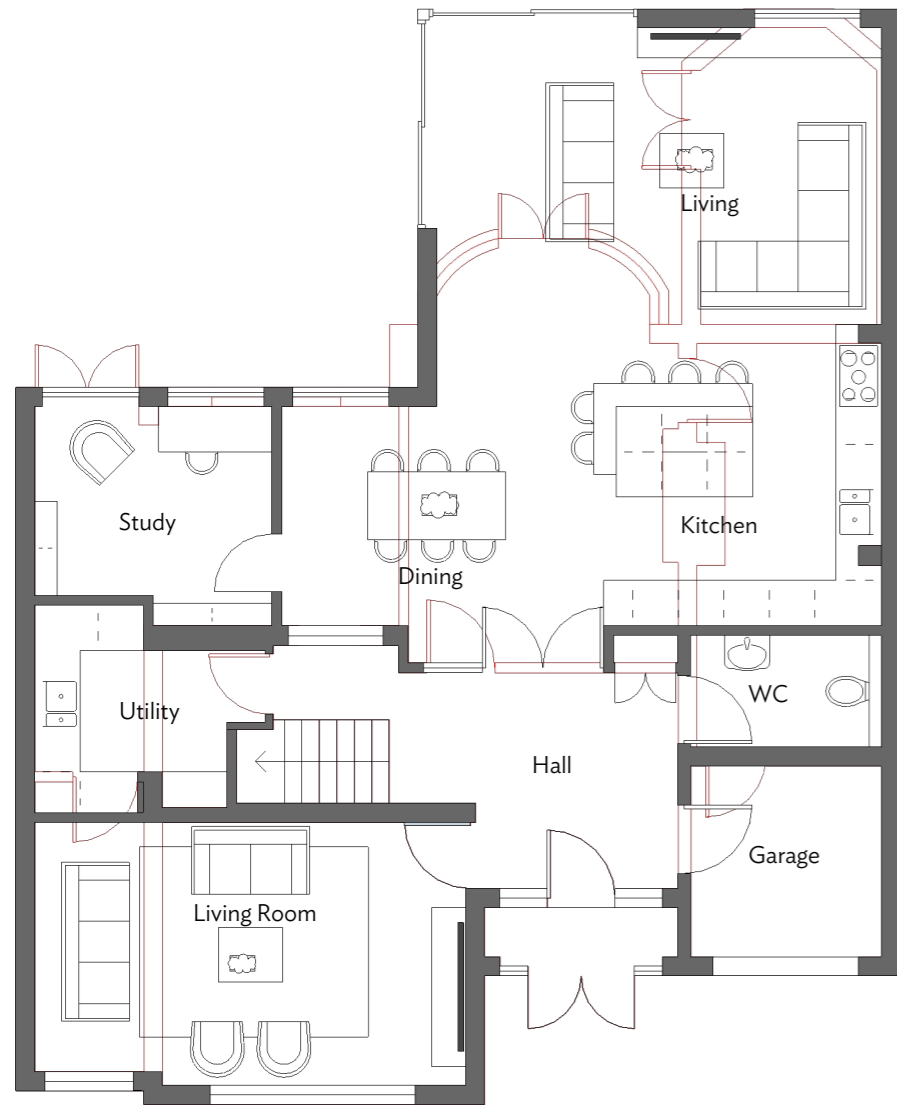 Living
Study
Kitchen
Dining
WC
Utility
Hall
Garage
Living Room